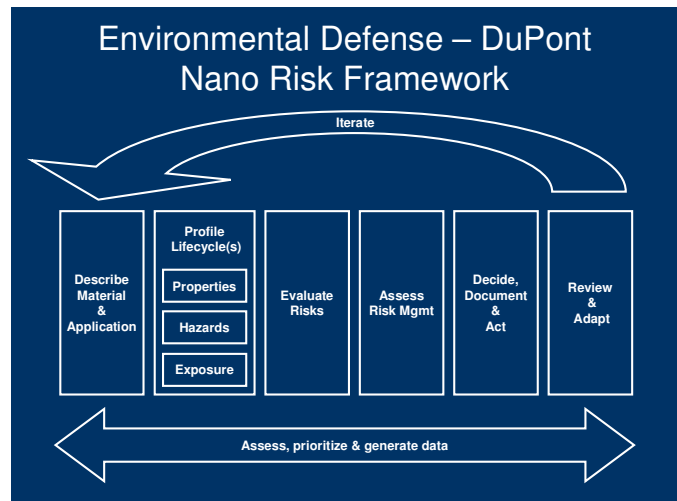 Environmental Defense – DuPont
Nano Risk Framework
Iterate
Describe
Material
&
Application
Profile
Lifecycle(s)
Properties
Hazards
Exposure
Evaluate
Risks
Assess
Risk Mgmt
Decide,
Document
&
Act
Review
&
Adapt
Assess, prioritize & generate data